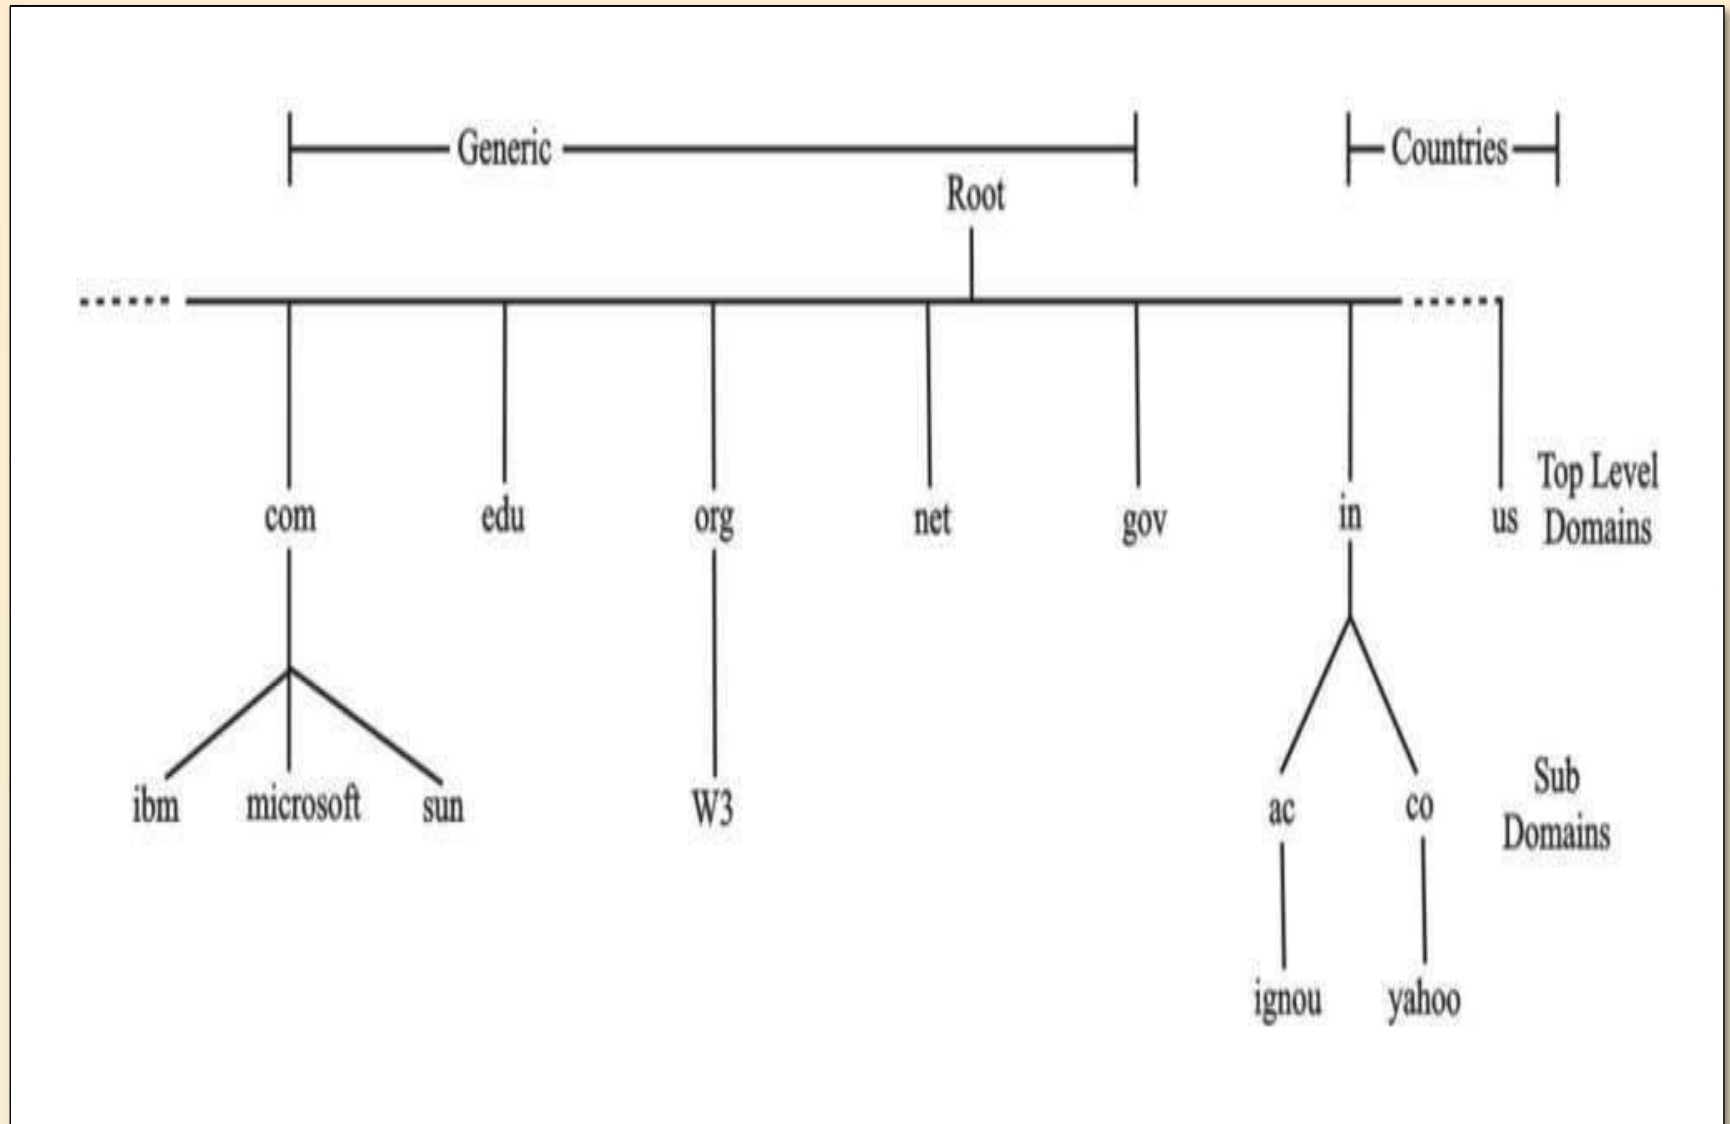 Generic
Countries
Root
com
edu
org
net
gov
in
us
Top Level
Domains
ibm
microsoft
sun
W3
ac
co
Sub
Domains
ignou
yahoo